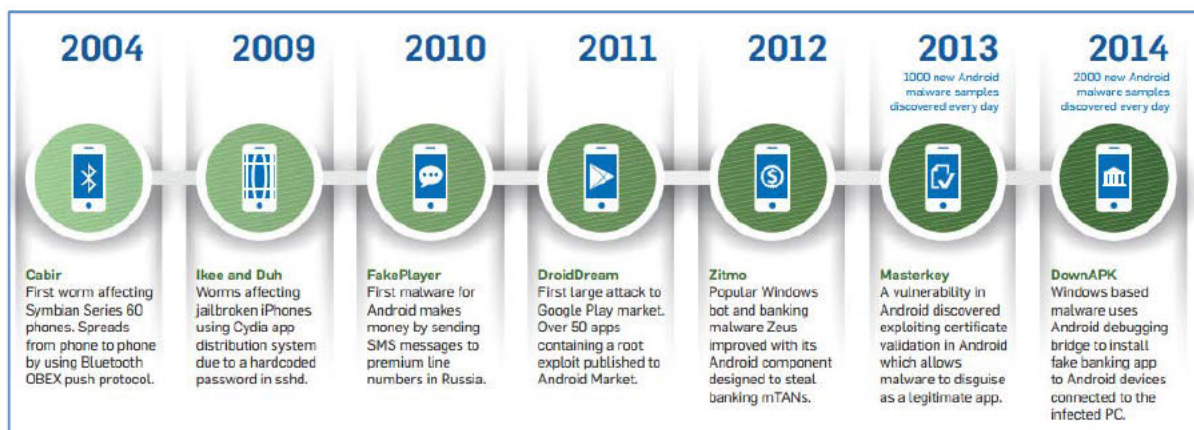 2004
Cabir
First worm affecting
Symbian Series 60
phones. Spreads
from phone to phone
by using Bluetooth
OBEX push protocol.
2009
Ikee and Duh
Worms affecting
jailbroken iPhones
using Cydia app
distribution system
due to a hardcoded
password in sshd.
2010
FakePlayer
First malware for
Android makes
money by sending
SMS messages to
premium line
numbers in Russia.
2011
DroidDream
First large attack to
Google Play market.
Over 50 apps
containing a root
exploit published to
Android Market.
2012
Zitmo
Popular Windows
bot and banking
malware Zeus
improved with its
Android component
designed to steal
banking mTANs.
2013
1000 new Android
malware samples
discovered every day
Masterkey
A vulnerability in
Android discovered
exploiting certificate
validation in Android
which allows
malware to disguise
as a legitimate app.
2014
2000 new Android
malware samples
discovered every day
DownAPK
Windows based
malware uses
Android debugging
bridge to install
fake banking app
to Android devices
connected to the
infected PC.